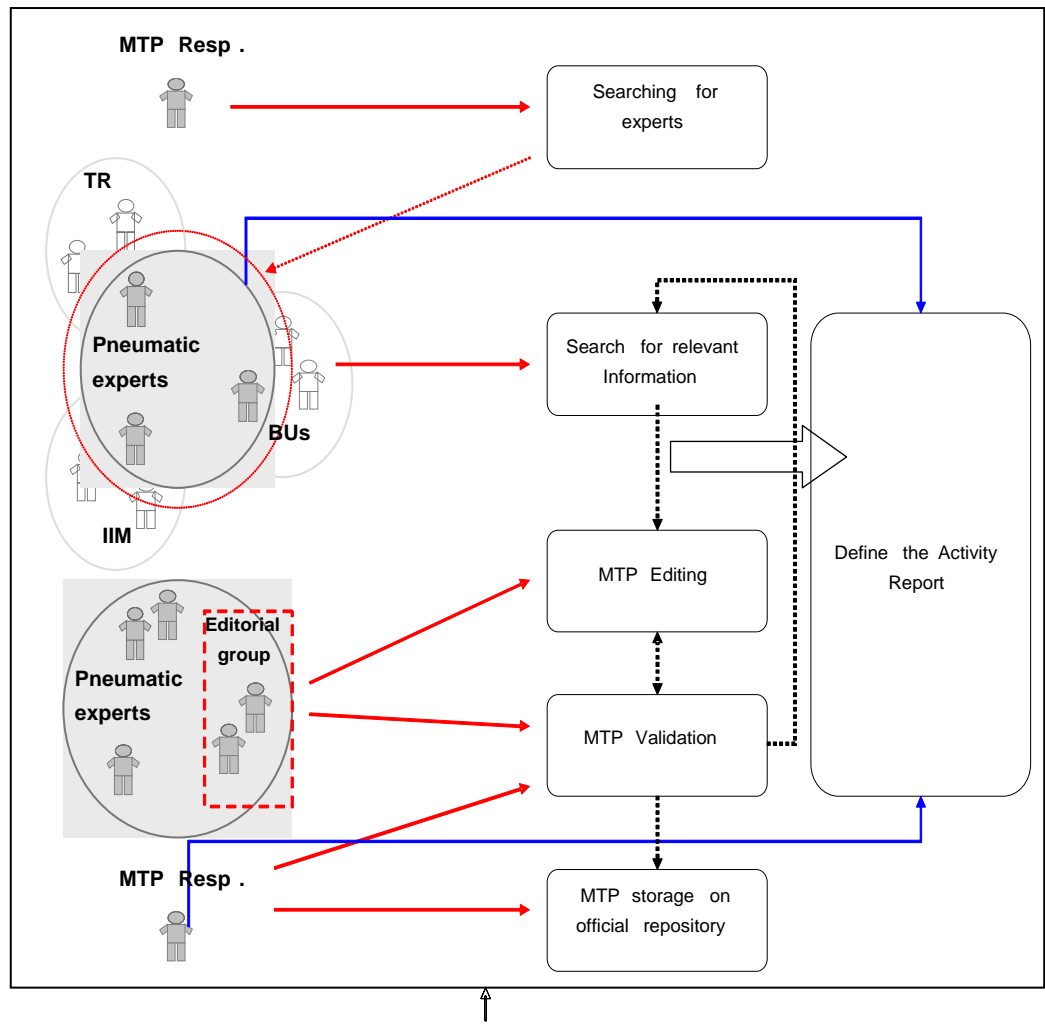 MTP Resp .
Searching for
experts
TR
Pneumatic
experts
BUs
IIM
Search for relevant
Information
Define the Activity
Report
MTP Editing
Editorial
group
Pneumatic
experts
MTP Validation
MTP Resp .
MTP storage on
official repository